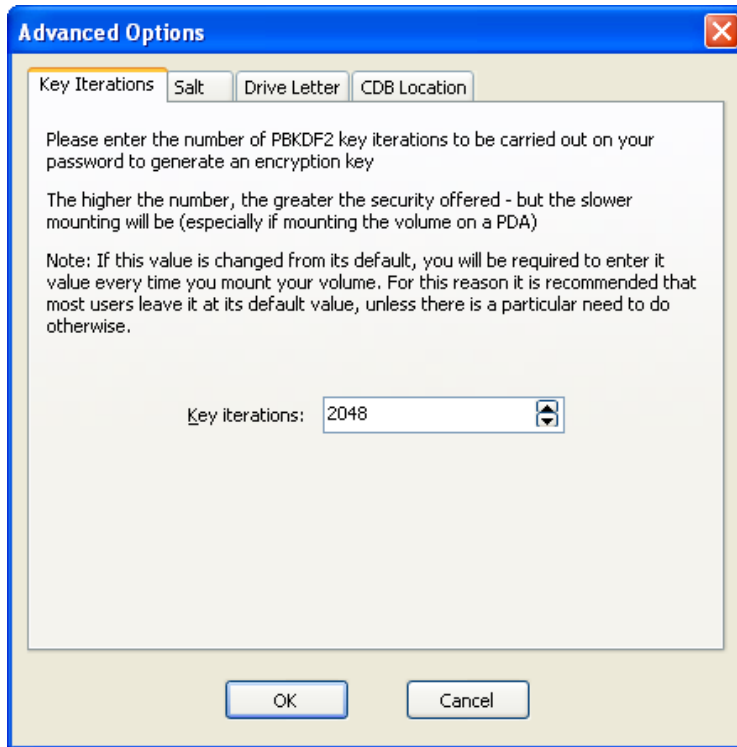 Advanced Options
Key Iterations Salt Drive Letter CDB Location
Please enter the number of PBKDF2 key iterations to be carried out on your
password to generate an encryption key
The higher the number, the greater the security offered - but the slower
mounting will be (especially if mounting the volume on a PDA)
Note: If this value is changed from its default, you will be required to enter it
value every time you mount your volume. For this reason it is recommended that
most users leave it at its default value, unless there is a particular need to do
otherwise.
Key iterations: 2048
OK Cancel